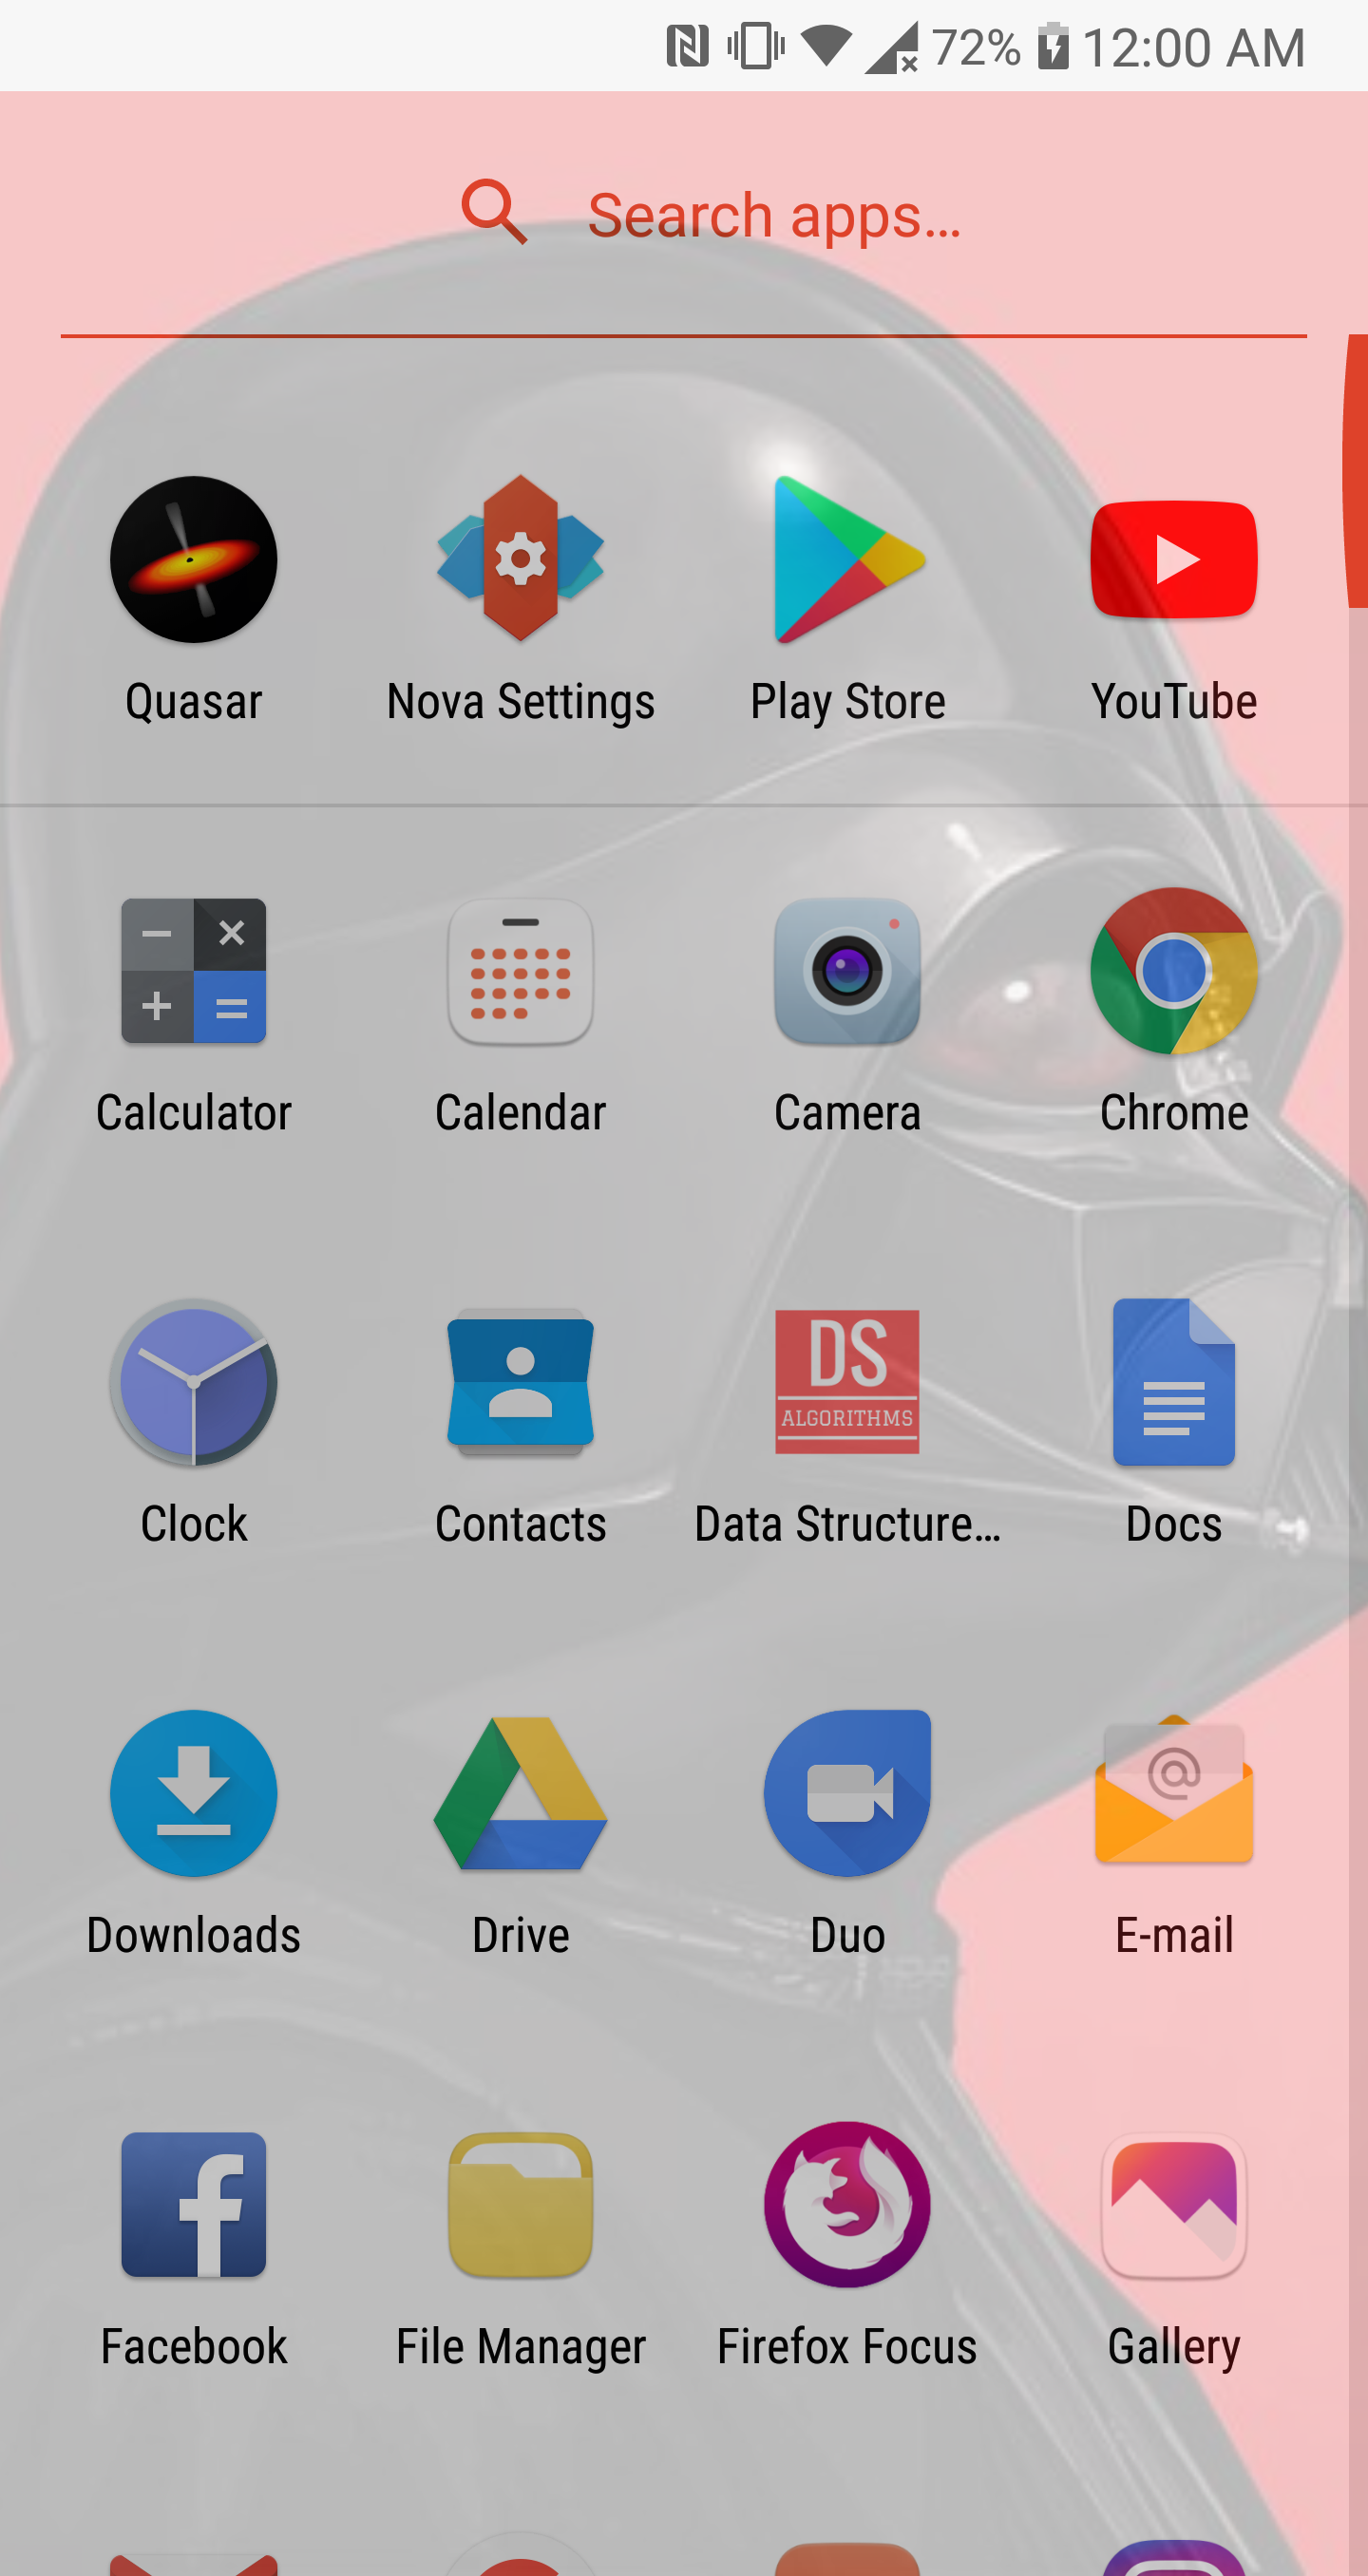 72% 12:00 AM
Search apps...
Quasar Nova Settings Play Store YouTube
Calculator Calendar Camera Chrome
DS
ALGORITHMS
Clock Contacts Data Structure... Docs
@
Downloads Drive Duo E-mail
Facebook File Manager Firefox Focus Gallery